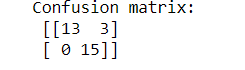 Confusion matrix:
[[13  3]
[ 0 15]]